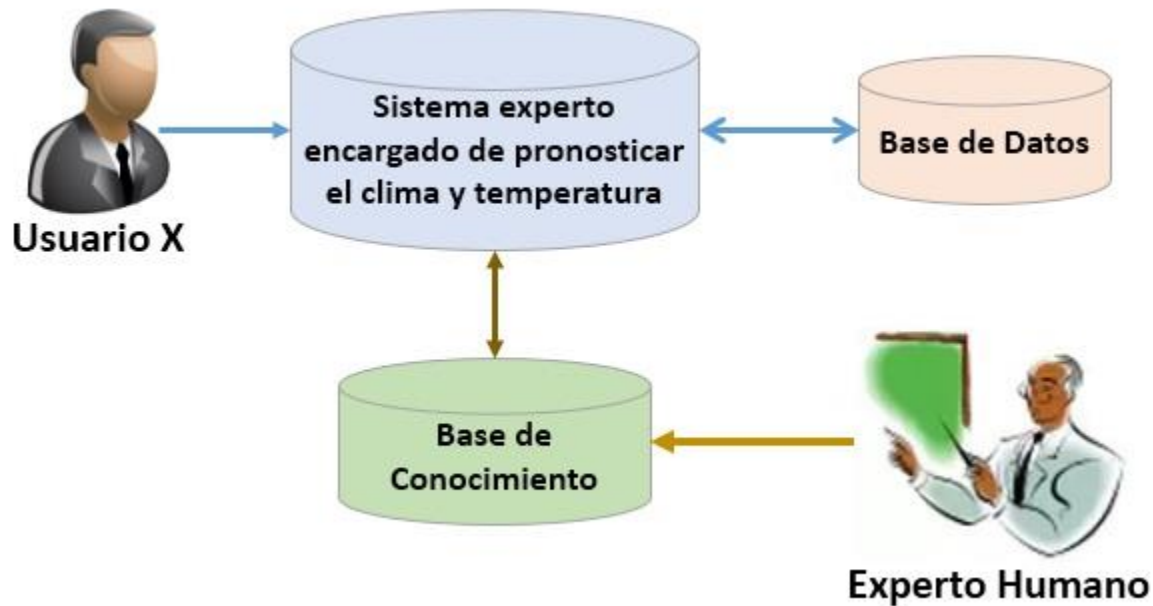 Usuario X
Sistema experto
encargado de pronosticar
el clima y temperatura
Base de Datos
Base de
Conocimiento
Experto Humano